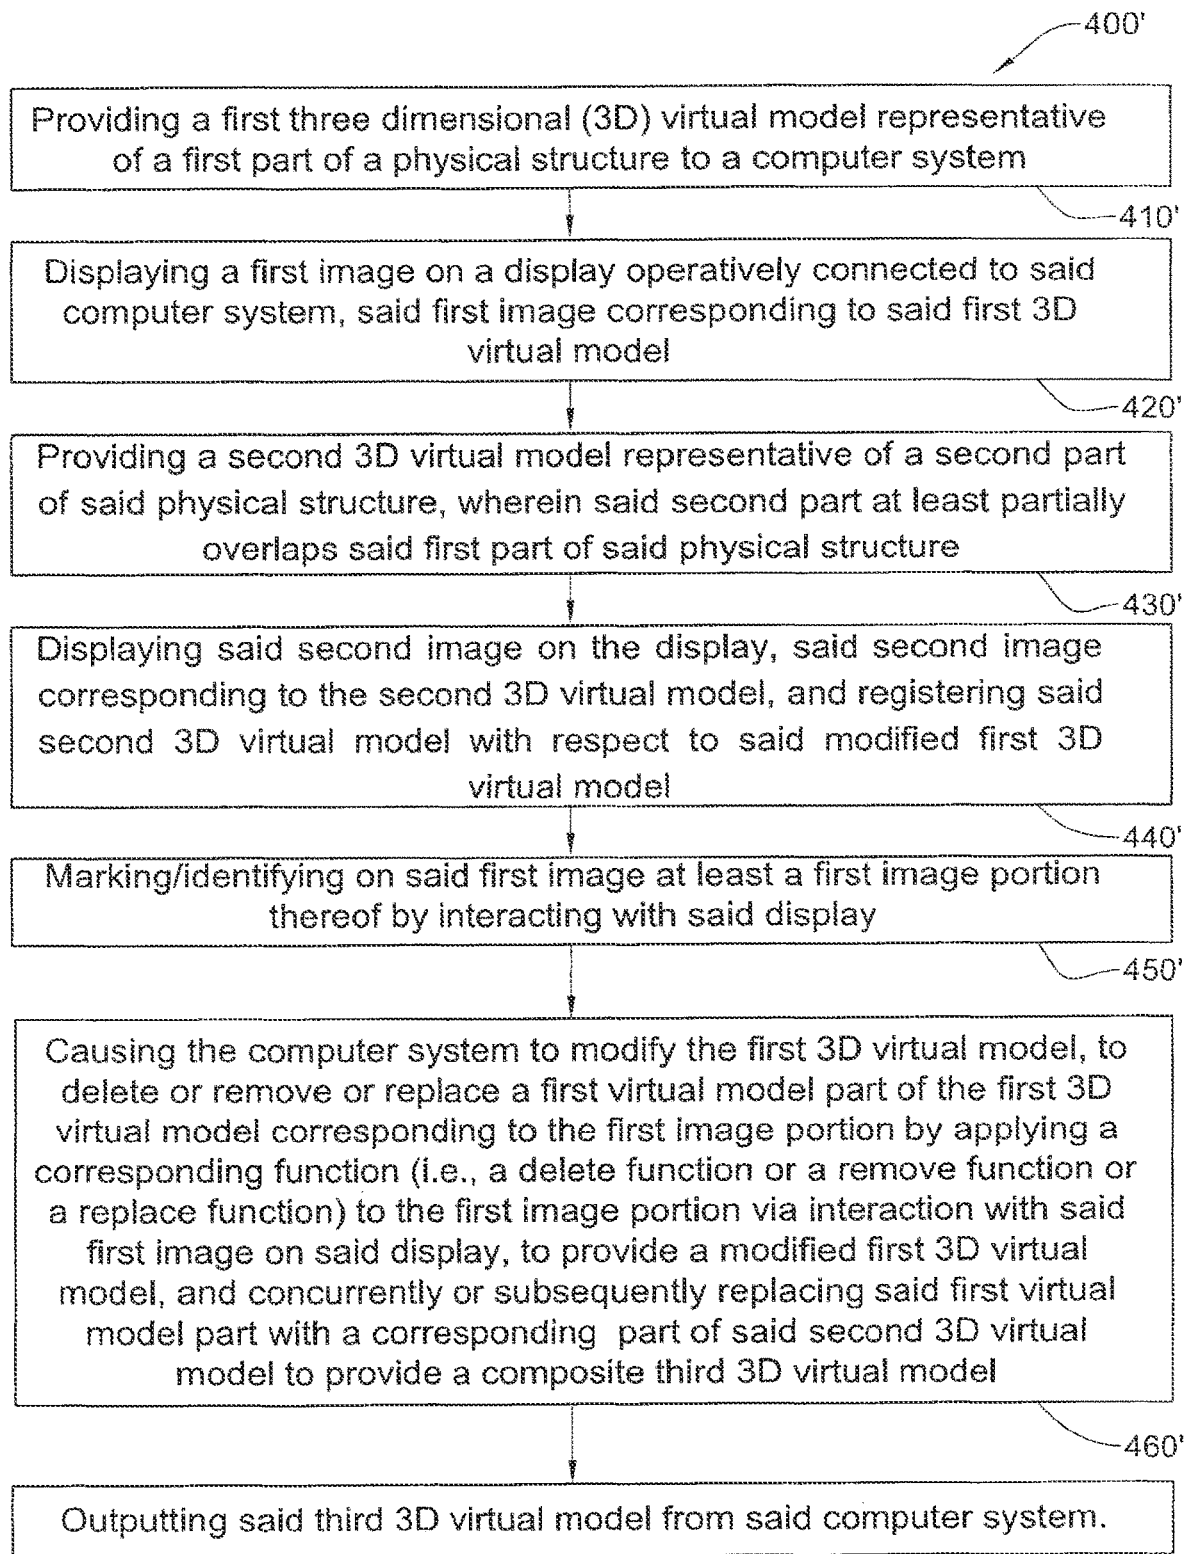 400'
Providing a first three dimensional (3D) virtual model representative
of a first part of a physical structure to a computer system
410'
Displaying a first image on a display operatively connected to said
computer system, said first image corresponding to said first 3D
virtual model
420'
Providing a second 3D virtual model representative of a second part
of said physical structure, wherein said second part at least partially
overlaps said first part of said physical structure
430'
Displaying said second image on the display, said second image
corresponding to the second 3D virtual model, and registering said
second 3D virtual model with respect to said modified first 3D
virtual model
440'
Marking/identifying on said first image at least a first image portion
thereof by interacting with said display
450'
Causing the computer system to modify the first 3D virtual model, to
delete or remove or replace a first virtual model part of the first 3D
virtual model corresponding to the first image portion by applying a
corresponding function (i.e., a delete function or a remove function or
a replace function) to the first image portion via interaction with said
first image on said display, to provide a modified first 3D virtual
model, and concurrently or subsequently replacing said first virtual
model part with a corresponding part of said second 3D virtual
model to provide a composite third 3D virtual model
460'
Outputting said third 3D virtual model from said computer system.